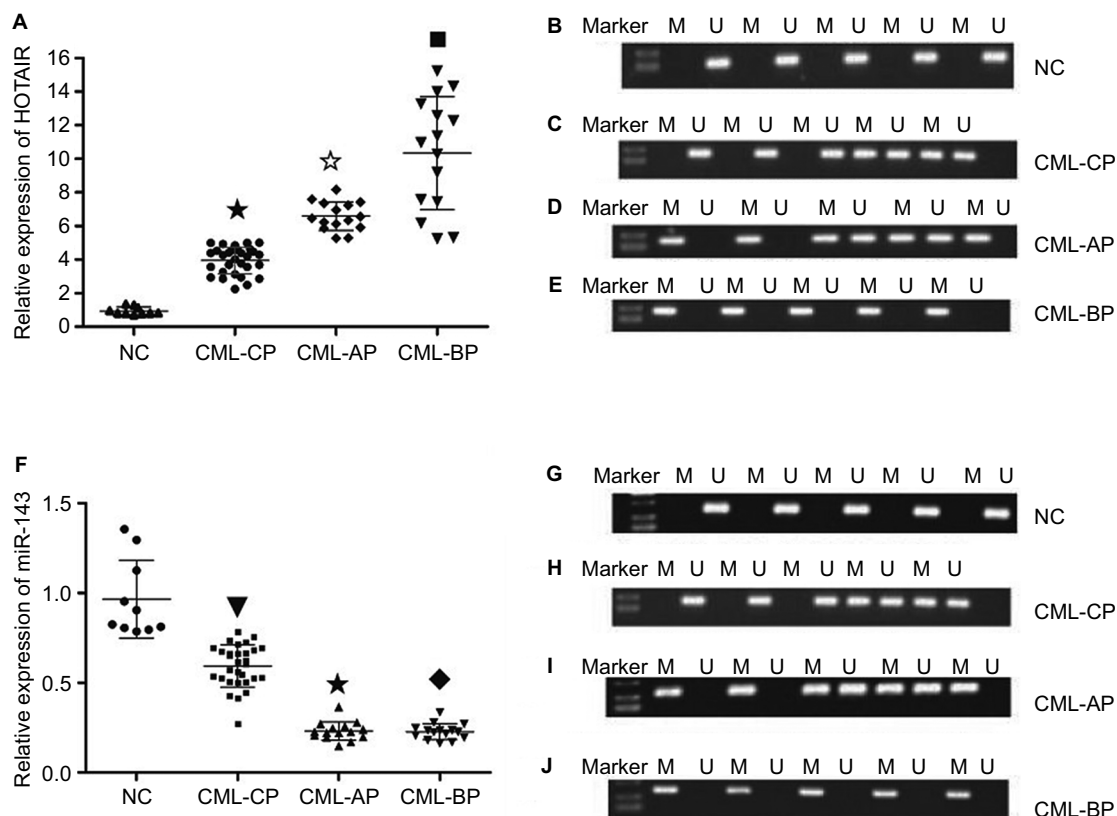 A
Relative expression of HOTAIR
16
14
12
10
8
6
4
2
0
NC CML-CP CML-AP CML-BP
B Marker M U M U M U M U M U
NC
C Marker M U M U M U M U M U
CML-CP
D Marker M U M U M U M U M U
CML-AP
E Marker M U M U M U M U M U
CML-BP
F
Relative expression of miR-143
1.5
1.0
0.5
0.0
NC CML-CP CML-AP CML-BP
G Marker M U M U M U M U M U
NC
H Marker M U M U M U M U M U
CML-CP
I Marker M U M U M U M U M U
CML-AP
J Marker M U M U M U M U M U
CML-BP